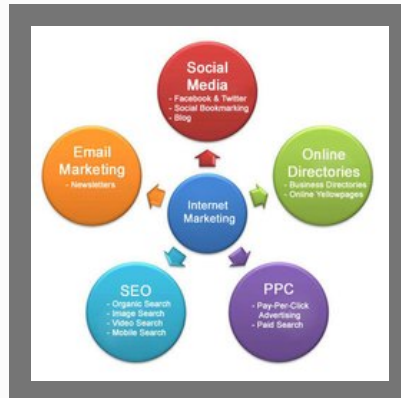 Social
Media
- Facebook & Twitter
- Social Bookmarking
- Blog
Email
Marketing
- Newsletters
Online
Directories
- Business Directories
- Online Yellowpages
Internet
Marketing
SEO
- Organic Search
- Image Search
- Video Search
- Mobile Search
PPC
- Pay-Per-Click
Advertising
- Paid Search